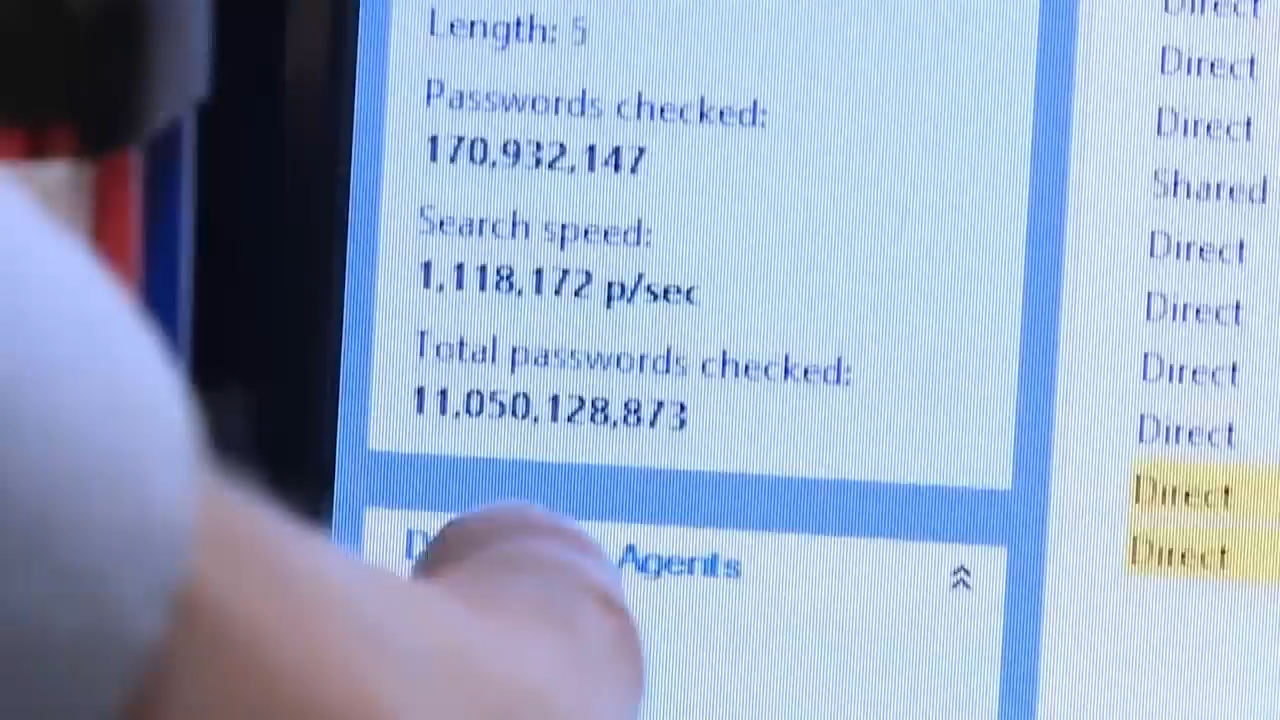 Length: 5
Passwords checked:
170,932,147
Search speed:
1,118,172 p/sec
Total passwords checked:
11,050,128,873
Agents
Direct
Direct
Direct
Shared
Direct
Direct
Direct
Direct
Direct
Direct